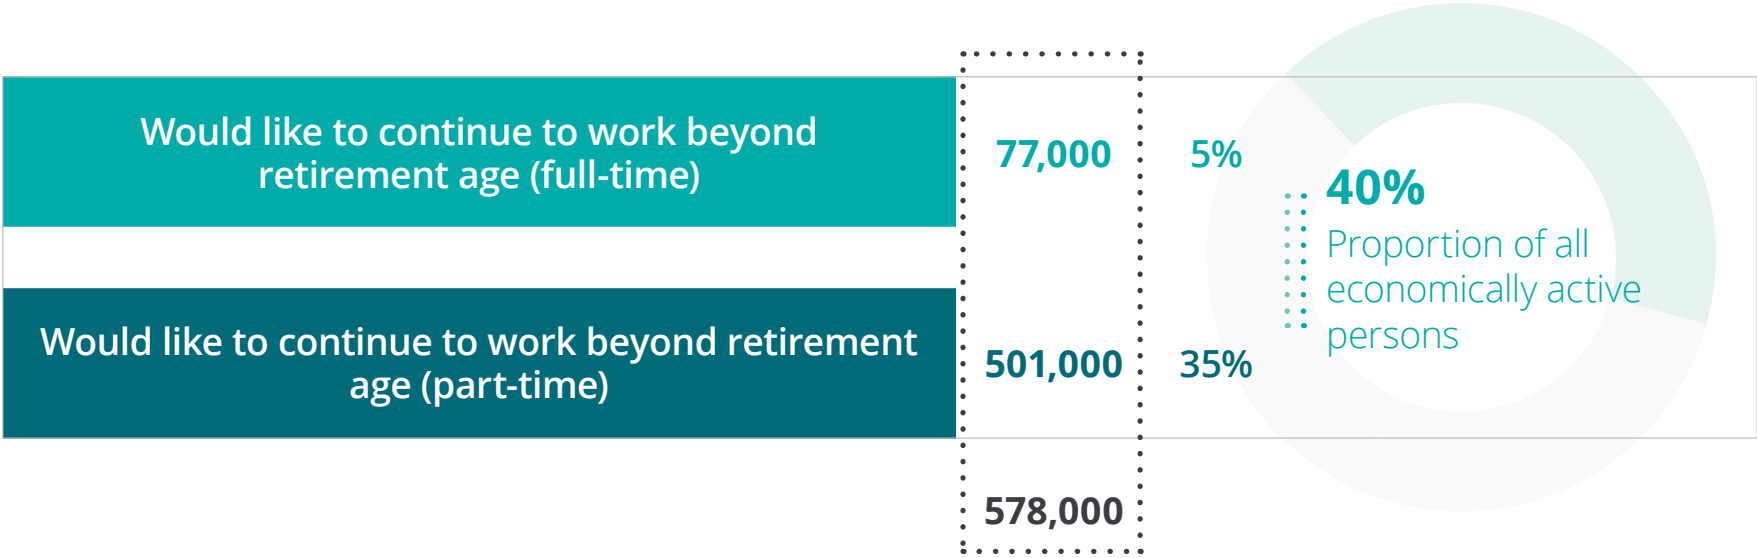 Would like to continue to work beyond
retirement age (full-time)
77,000
5%
40%
Proportion of all
economically active
persons
Would like to continue to work beyond retirement
age (part-time)
501,000
35%
578,000